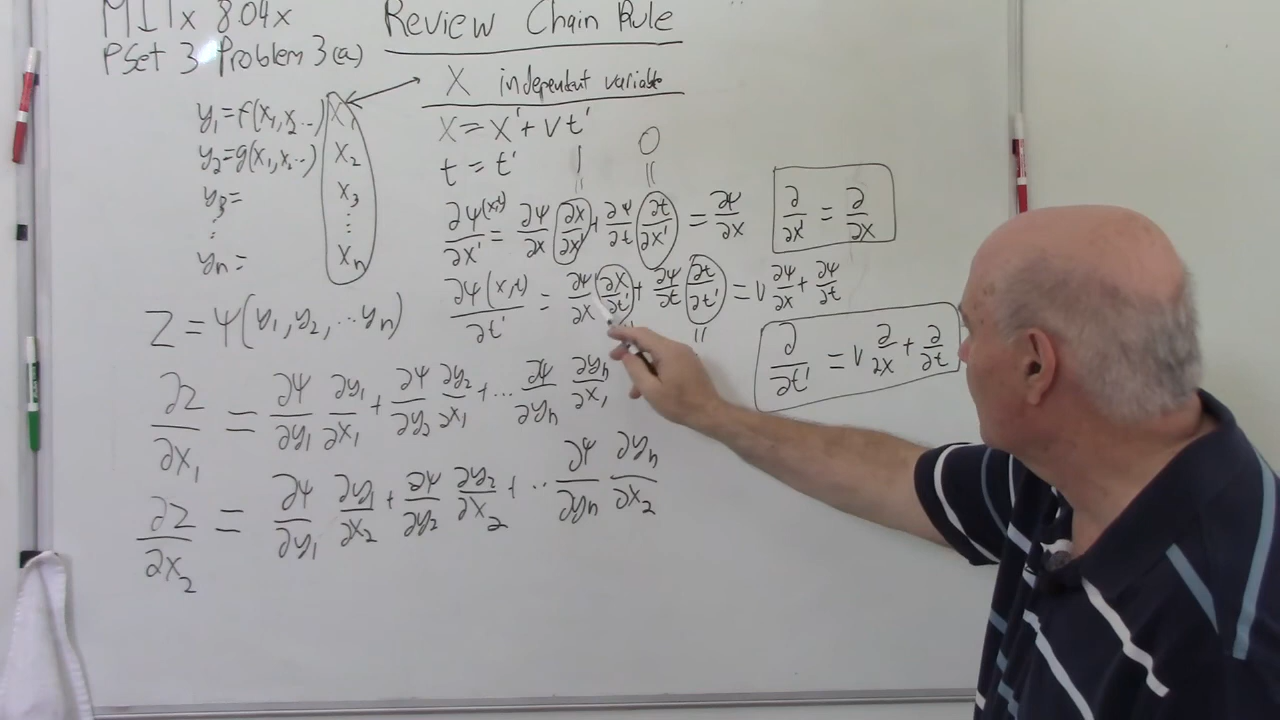 MITx 8.04x
PSet 3 Problem 3(a)
Review Chain Rule
X independent variable
y₁=f(x₁,x₂...) x₁
y₂=g(x₁,x₂...) x₂
y₃= x₃
⋮ ⋮
yₙ= xₙ
x = x' + vt'
t = t'
1 0
= =
∂ψ(x,t)/∂x' = ∂ψ/∂x ∂x/∂x' + ∂ψ/∂t ∂t/∂x' = ∂ψ/∂x
∂/∂x' = ∂/∂x
∂ψ(x,t)/∂t' = ∂ψ/∂x ∂x/∂t' + ∂ψ/∂t ∂t/∂t' = v ∂ψ/∂x + ∂ψ/∂t
=
∂/∂t' = v ∂/∂x + ∂/∂t
Z = ψ(y₁,y₂,...yₙ)
∂z/∂x₁ = ∂ψ/∂y₁ ∂y₁/∂x₁ + ∂ψ/∂y₂ ∂y₂/∂x₁ + ... ∂ψ/∂yₙ ∂yₙ/∂x₁
∂z/∂x₂ = ∂ψ/∂y₁ ∂y₁/∂x₂ + ∂ψ/∂y₂ ∂y₂/∂x₂ + .. ∂ψ/∂yₙ ∂yₙ/∂x₂